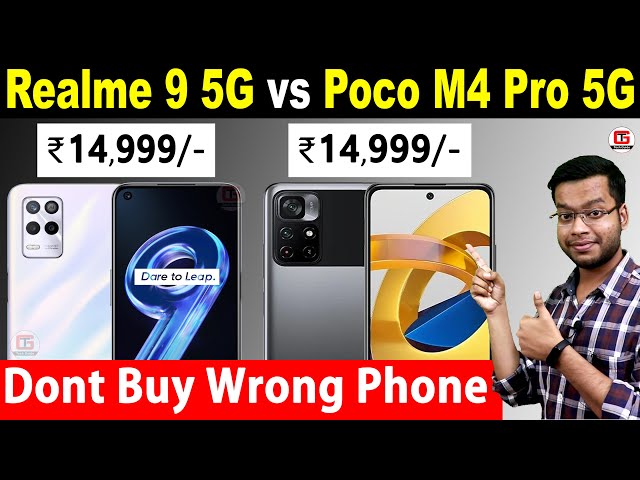 Realme 9 5G vs Poco M4 Pro 5G
₹14,999/-
₹14,999/-
Dare to Leap.
Dont Buy Wrong Phone